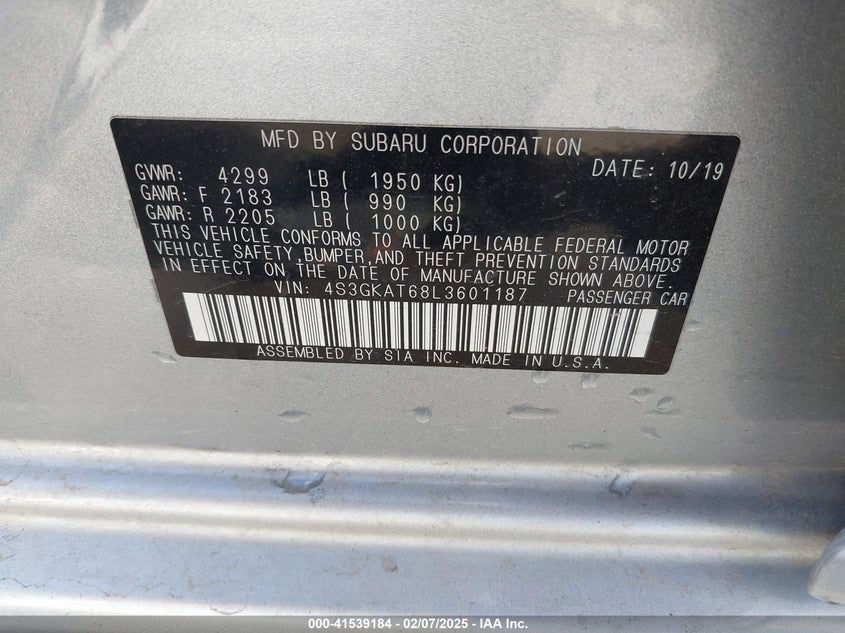 MFD BY SUBARU CORPORATION
DATE: 10/19
GVWR: 4299 LB ( 1950 KG)
GAWR: F 2183 LB ( 990 KG)
GAWR: R 2205 LB ( 1000 KG)
THIS VEHICLE CONFORMS TO ALL APPLICABLE FEDERAL MOTOR
VEHICLE SAFETY,BUMPER,AND THEFT PREVENTION STANDARDS
IN EFFECT ON THE DATE OF MANUFACTURE SHOWN ABOVE.
VIN: 4S3GKAT68L3601187 PASSENGER CAR
ASSEMBLED BY SIA INC. MADE IN U.S.A.
000-41539184 — 02/07/2025 — © IAA Inc.